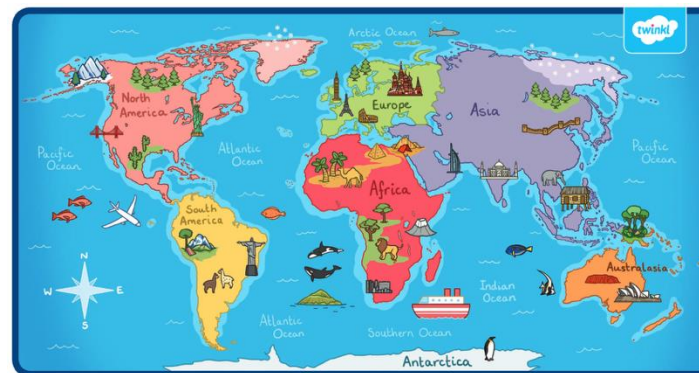 twinkl
Arctic Ocean
North
America
Europe
Asia
Pacific
Ocean
Atlantic
Ocean
Pacific
Ocean
Africa
South
America
N
W E
S
Indian
Ocean
Australasia
Atlantic
Ocean
Southern Ocean
Antarctica